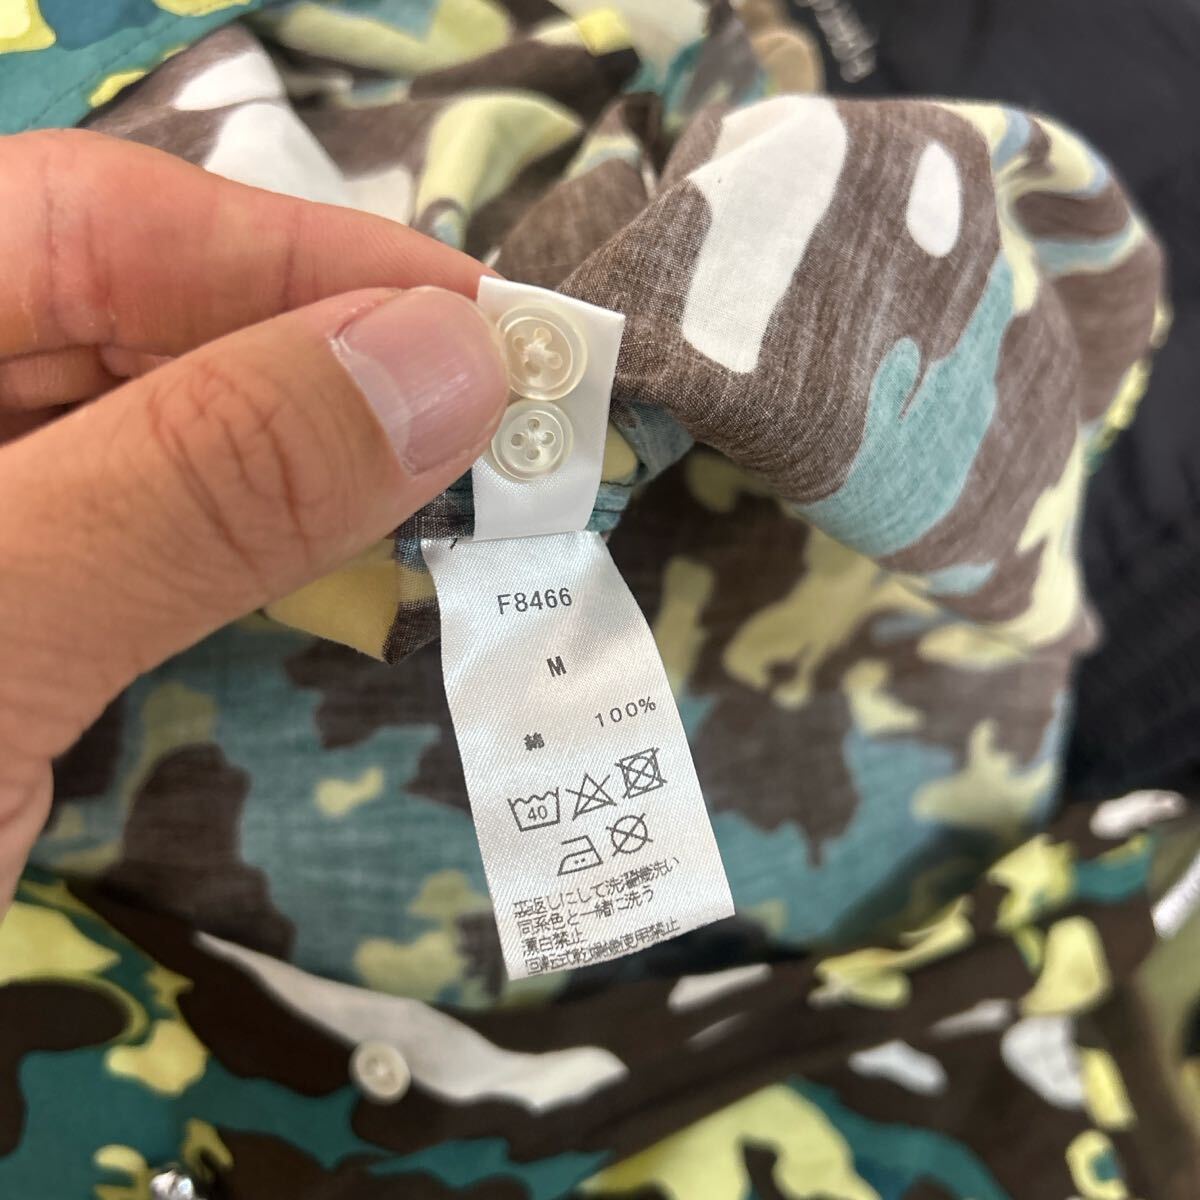 F8466
M
綿 100%
40
裏返しにして洗濯機洗い
同系色と一緒に洗う
漂白禁止
回転式乾燥機使用禁止